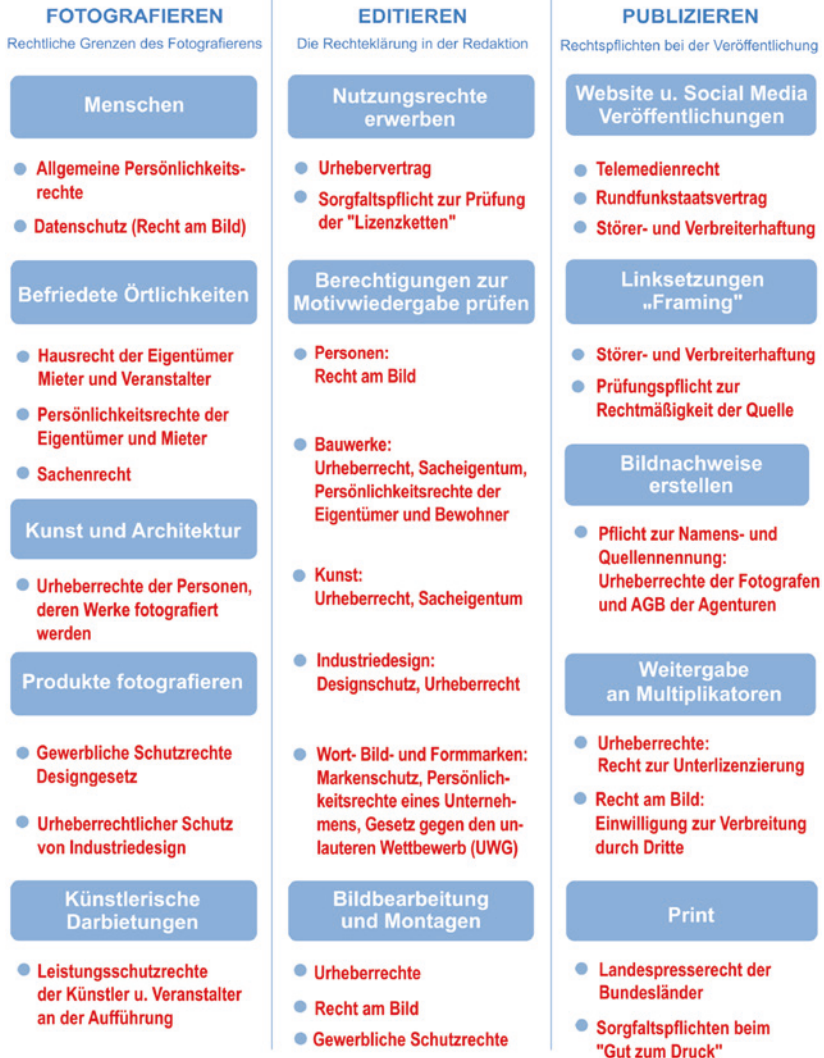 FOTOGRAFIEREN
Rechtliche Grenzen des Fotografierens
Menschen
Allgemeine Persönlichkeits-
rechte
Datenschutz (Recht am Bild)
Befriedete Örtlichkeiten
Hausrecht der Eigentümer
Mieter und Veranstalter
Persönlichkeitsrechte der
Eigentümer und Mieter
Sachenrecht
Kunst und Architektur
Urheberrechte der Personen,
deren Werke fotografiert
werden
Produkte fotografieren
Gewerbliche Schutzrechte
Designgesetz
Urheberrechtlicher Schutz
von Industriedesign
Künstlerische
Darbietungen
Leistungsschutzrechte
der Künstler u. Veranstalter
an der Aufführung
EDITIEREN
Die Rechteklärung in der Redaktion
Nutzungsrechte
erwerben
Urhebervertrag
Sorgfaltspflicht zur Prüfung
der "Lizenzketten"
Berechtigungen zur
Motivwiedergabe prüfen
Personen:
Recht am Bild
Bauwerke:
Urheberrecht, Sacheigentum,
Persönlichkeitsrechte der
Eigentümer und Bewohner
Kunst:
Urheberrecht, Sacheigentum
Industriedesign:
Designschutz, Urheberrecht
Wort- Bild- und Formmarken:
Markenschutz, Persönlich-
keitsrechte eines Unterneh-
mens, Gesetz gegen den un-
lauteren Wettbewerb (UWG)
Bildbearbeitung
und Montagen
Urheberrechte
Recht am Bild
Gewerbliche Schutzrechte
PUBLIZIEREN
Rechtspflichten bei der Veröffentlichung
Website u. Social Media
Veröffentlichungen
Telemedienrecht
Rundfunkstaatsvertrag
Störer- und Verbreiterhaftung
Linksetzungen
„Framing"
Störer- und Verbreiterhaftung
Prüfungspflicht zur
Rechtmäßigkeit der Quelle
Bildnachweise
erstellen
Pflicht zur Namens- und
Quellennennung:
Urheberrechte der Fotografen
und AGB der Agenturen
Weitergabe
an Multiplikatoren
Urheberrechte:
Recht zur Unterlizenzierung
Recht am Bild:
Einwilligung zur Verbreitung
durch Dritte
Print
Landespresserecht der
Bundesländer
Sorgfaltspflichten beim
"Gut zum Druck"